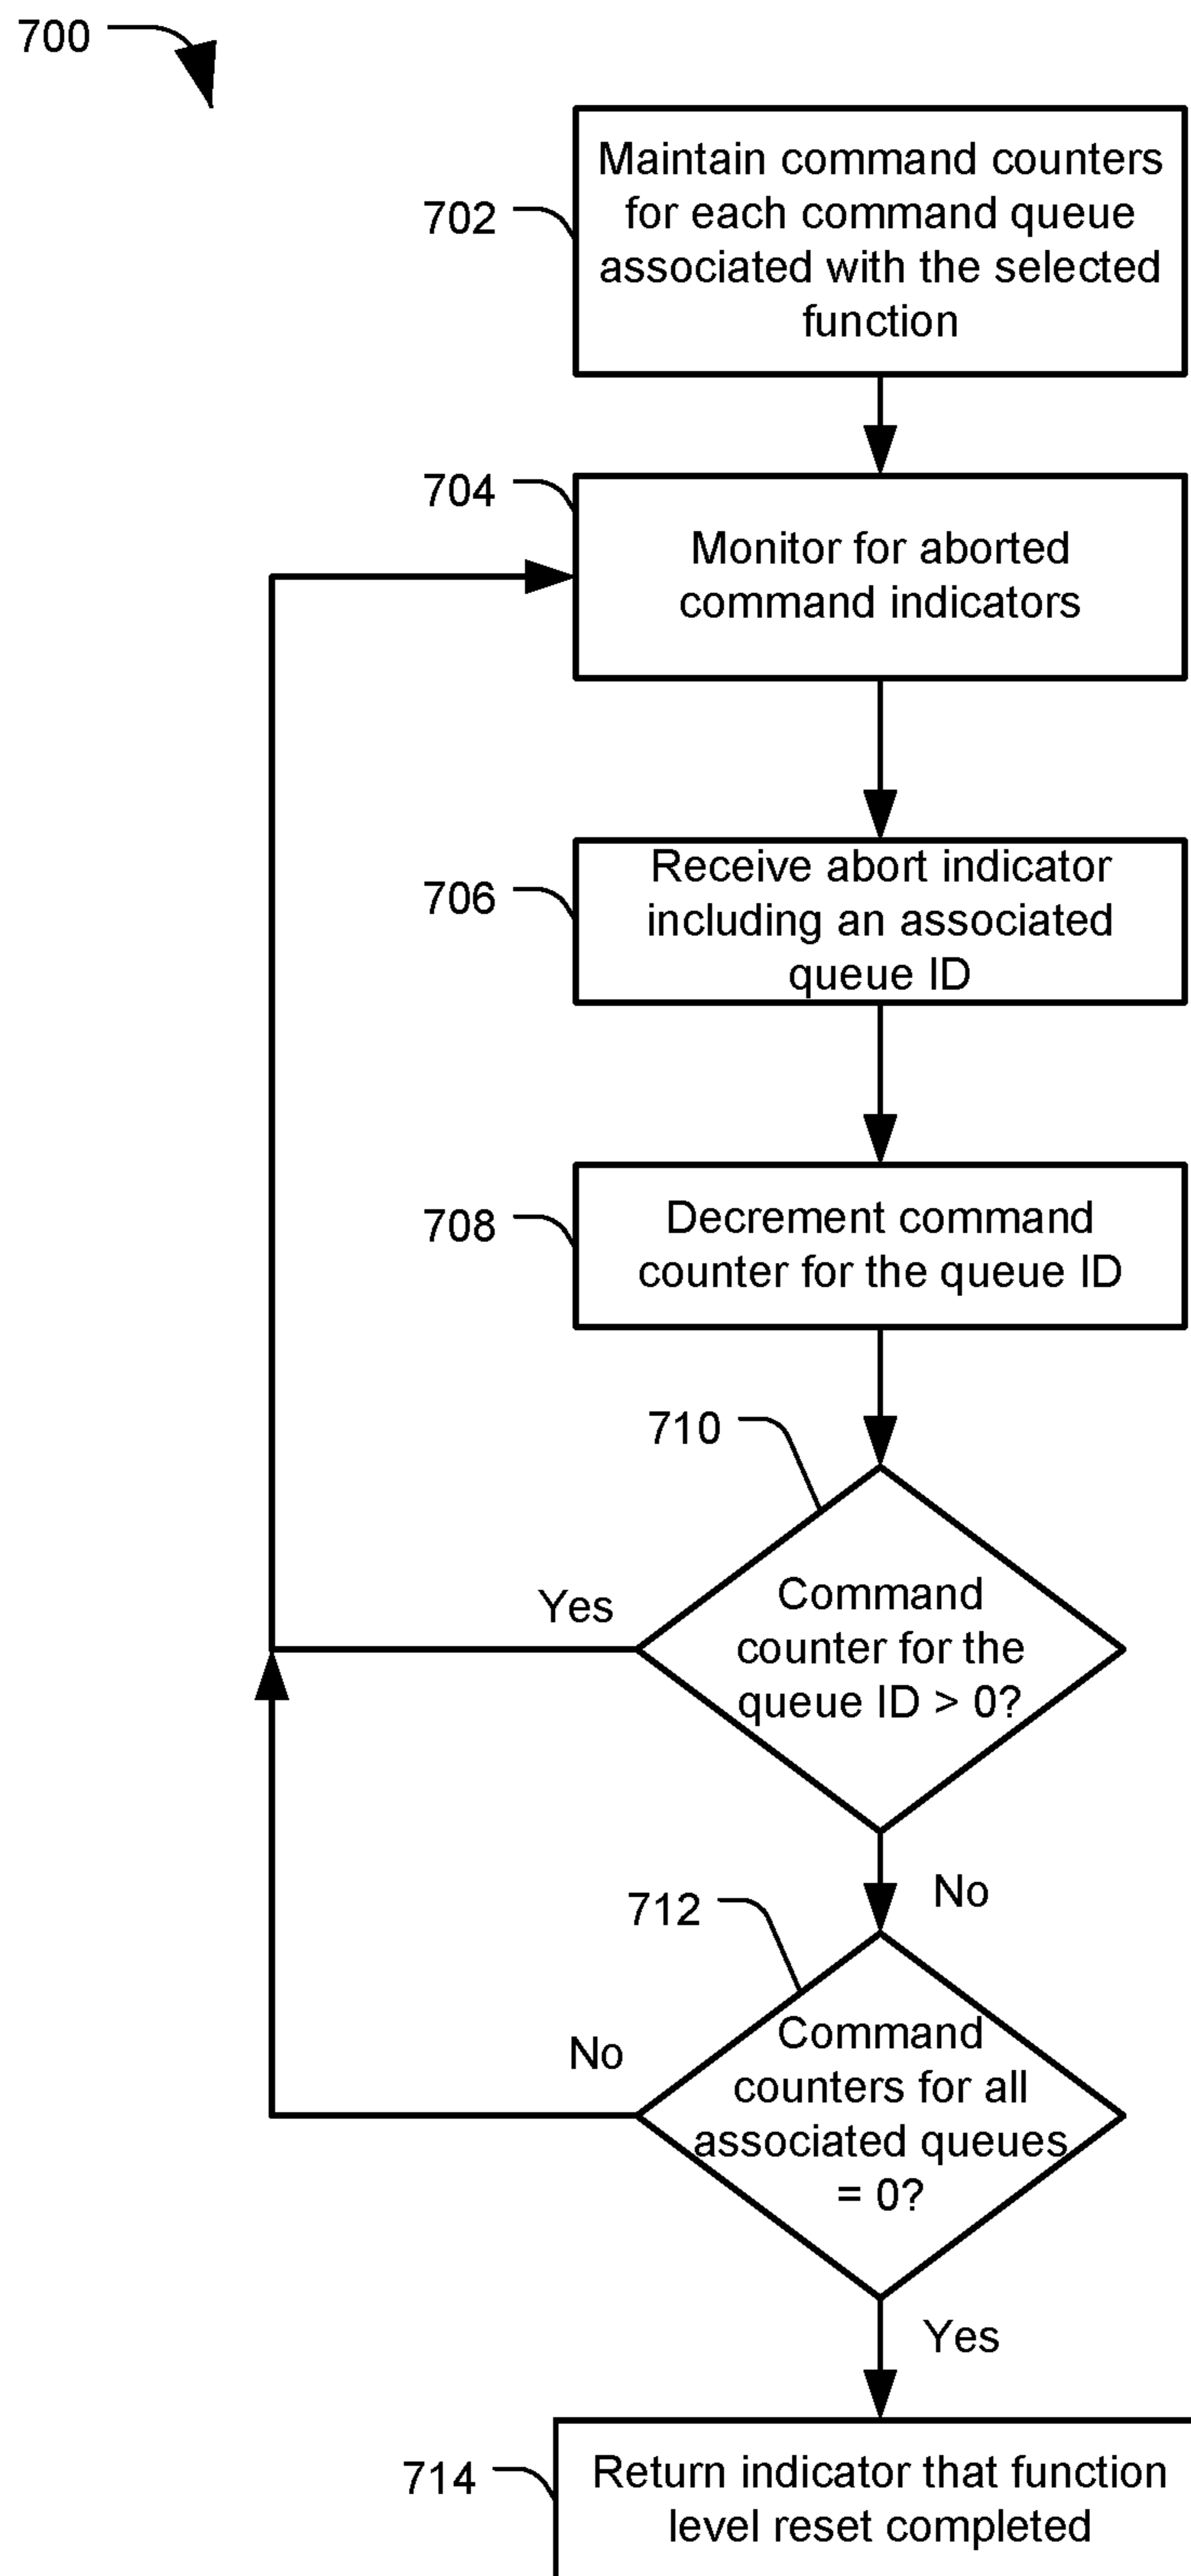 700
Maintain command counters
for each command queue
associated with the selected
function
702
704
Monitor for aborted
command indicators
Receive abort indicator
including an associated
queue ID
706
Decrement command
counter for the queue ID
708
710
Command
counter for the
queue ID > 0?
Yes
No
712
Command
counters for all
associated queues
= 0?
No
Yes
714
Return indicator that function
level reset completed